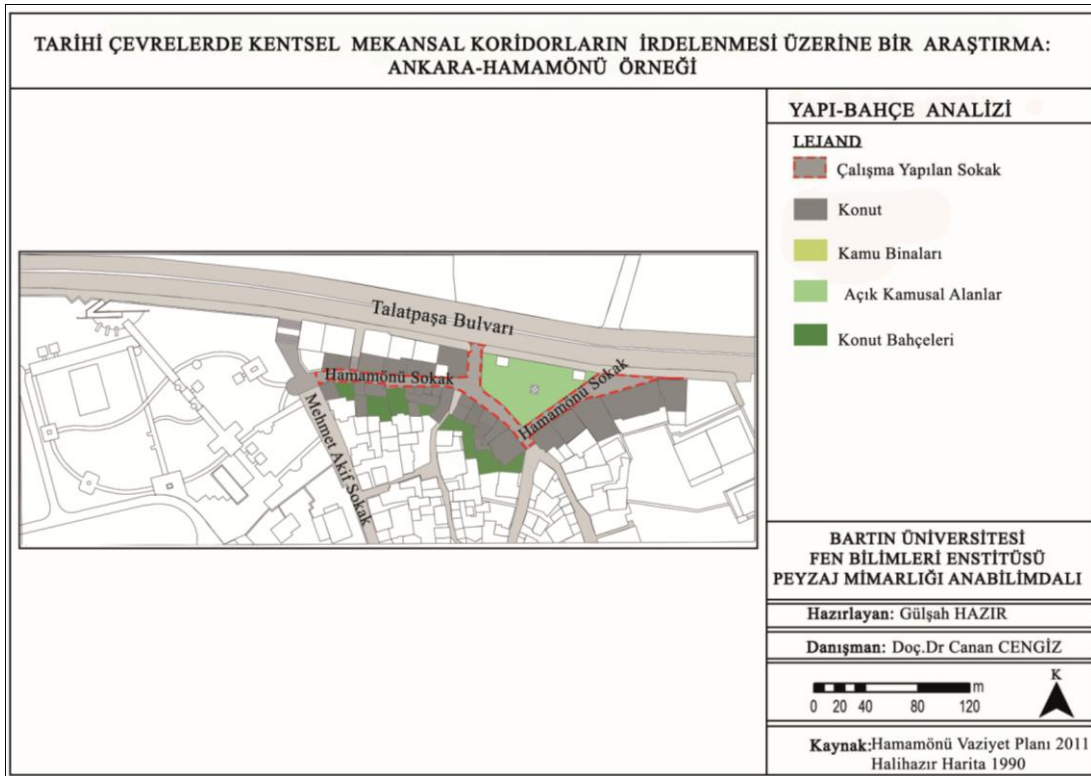 TARİHİ ÇEVRELERDE KENTSEL MEKANSAL KORİDORLARIN İRDELENMESİ ÜZERİNE BİR ARAŞTIRMA:
ANKARA-HAMAMÖNÜ ÖRNEĞİ
YAPI-BAHÇE ANALİZİ
LEJAND
Çalışma Yapılan Sokak
Konut
Kamu Binaları
Açık Kamusal Alanlar
Konut Bahçeleri
Talatpaşa Bulvarı
Hamamönü Sokak
Hamamönü Sokak
Mehmet Akif Sokak
BARTIN ÜNİVERSİTESİ
FEN BİLİMLERİ ENSTİTÜSÜ
PEYZAJ MİMARLIĞI ANABİLİMDALI
Hazırlayan: Gülşah HAZIR
Danışman: Doç.Dr Canan CENGİZ
K
m
0 20 40 80 120
Kaynak:Hamamönü Vaziyet Planı 2011
Halihazır Harita 1990